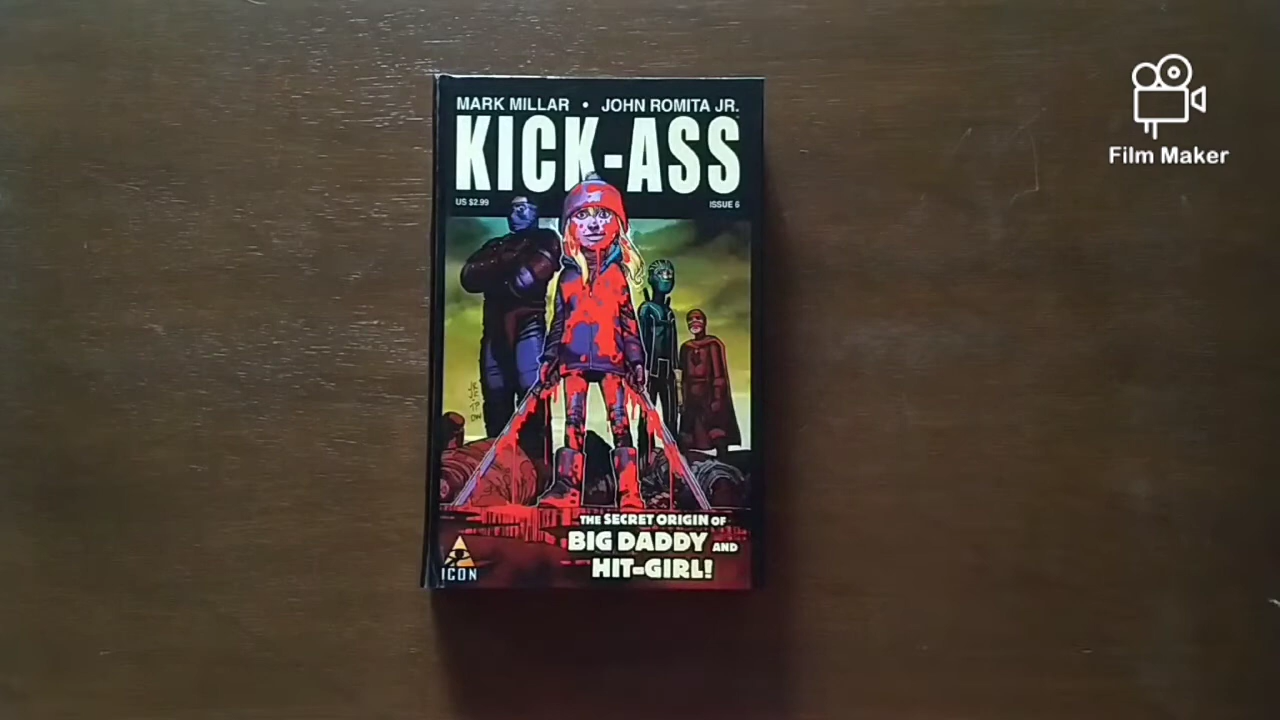 MARK MILLAR • JOHN ROMITA JR.
KICK-ASS
US $2.99
ISSUE 6
THE SECRET ORIGIN OF
BIG DADDY AND
HIT-GIRL!
ICON
Film Maker